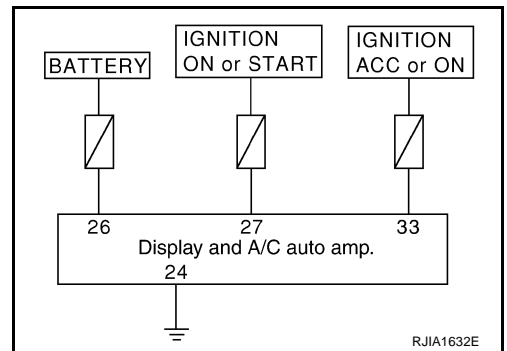 BATTERY
IGNITION
ON or START
IGNITION
ACC or ON
26
27
33
Display and A/C auto amp.
24
RJIA1632E